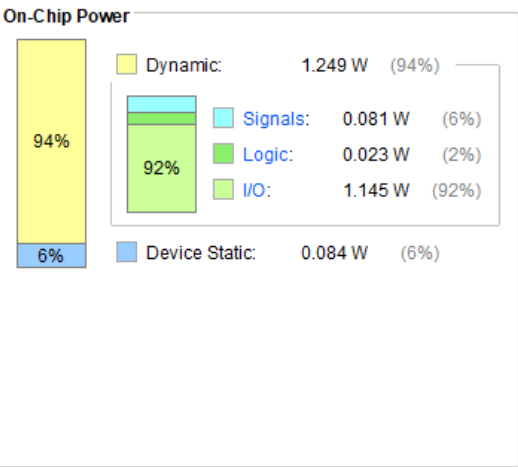 On-Chip Power
Dynamic: 1.249 W (94%)
94%
Signals: 0.081 W (6%)
Logic: 0.023 W (2%)
92%
I/O: 1.145 W (92%)
6%
Device Static: 0.084 W (6%)